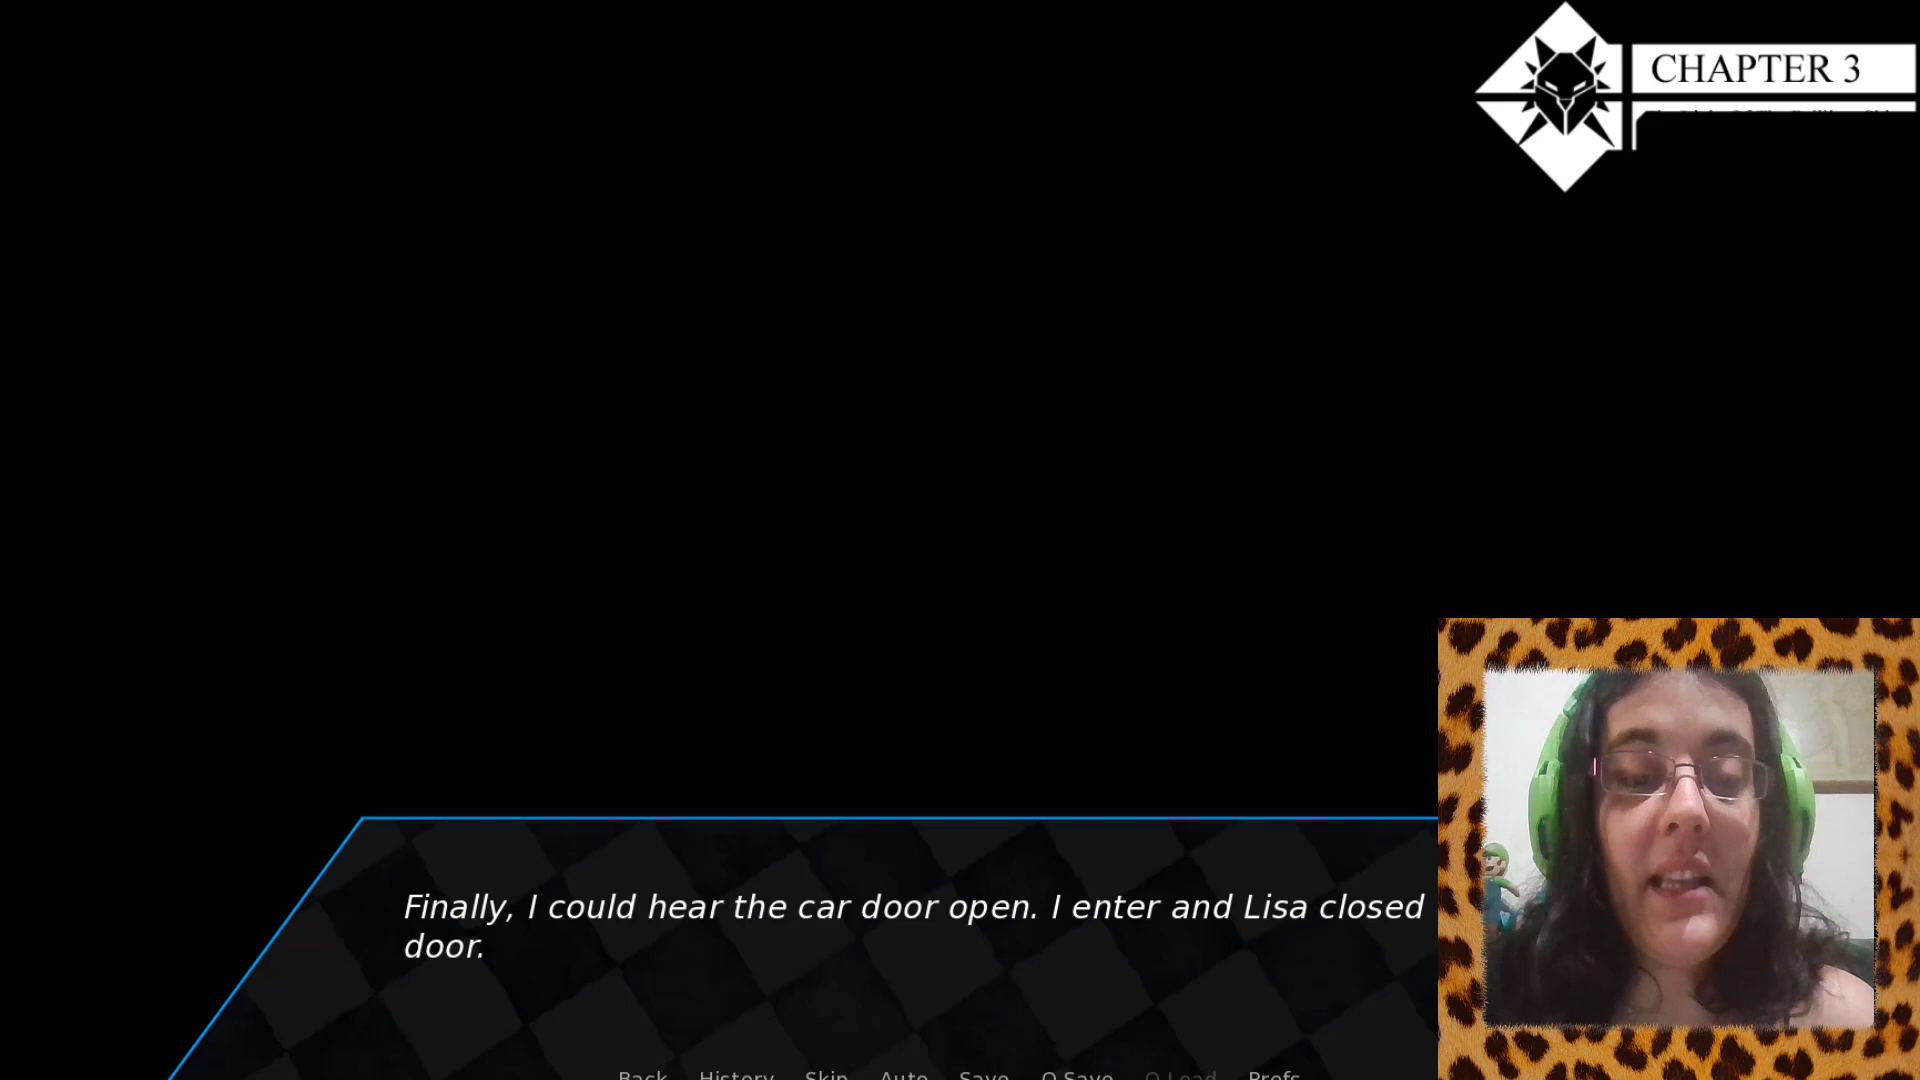 CHAPTER 3
Finally, I could hear the car door open. I enter and Lisa closed
door.
Back History Skip Auto Save Q.Save Q.Load Prefs